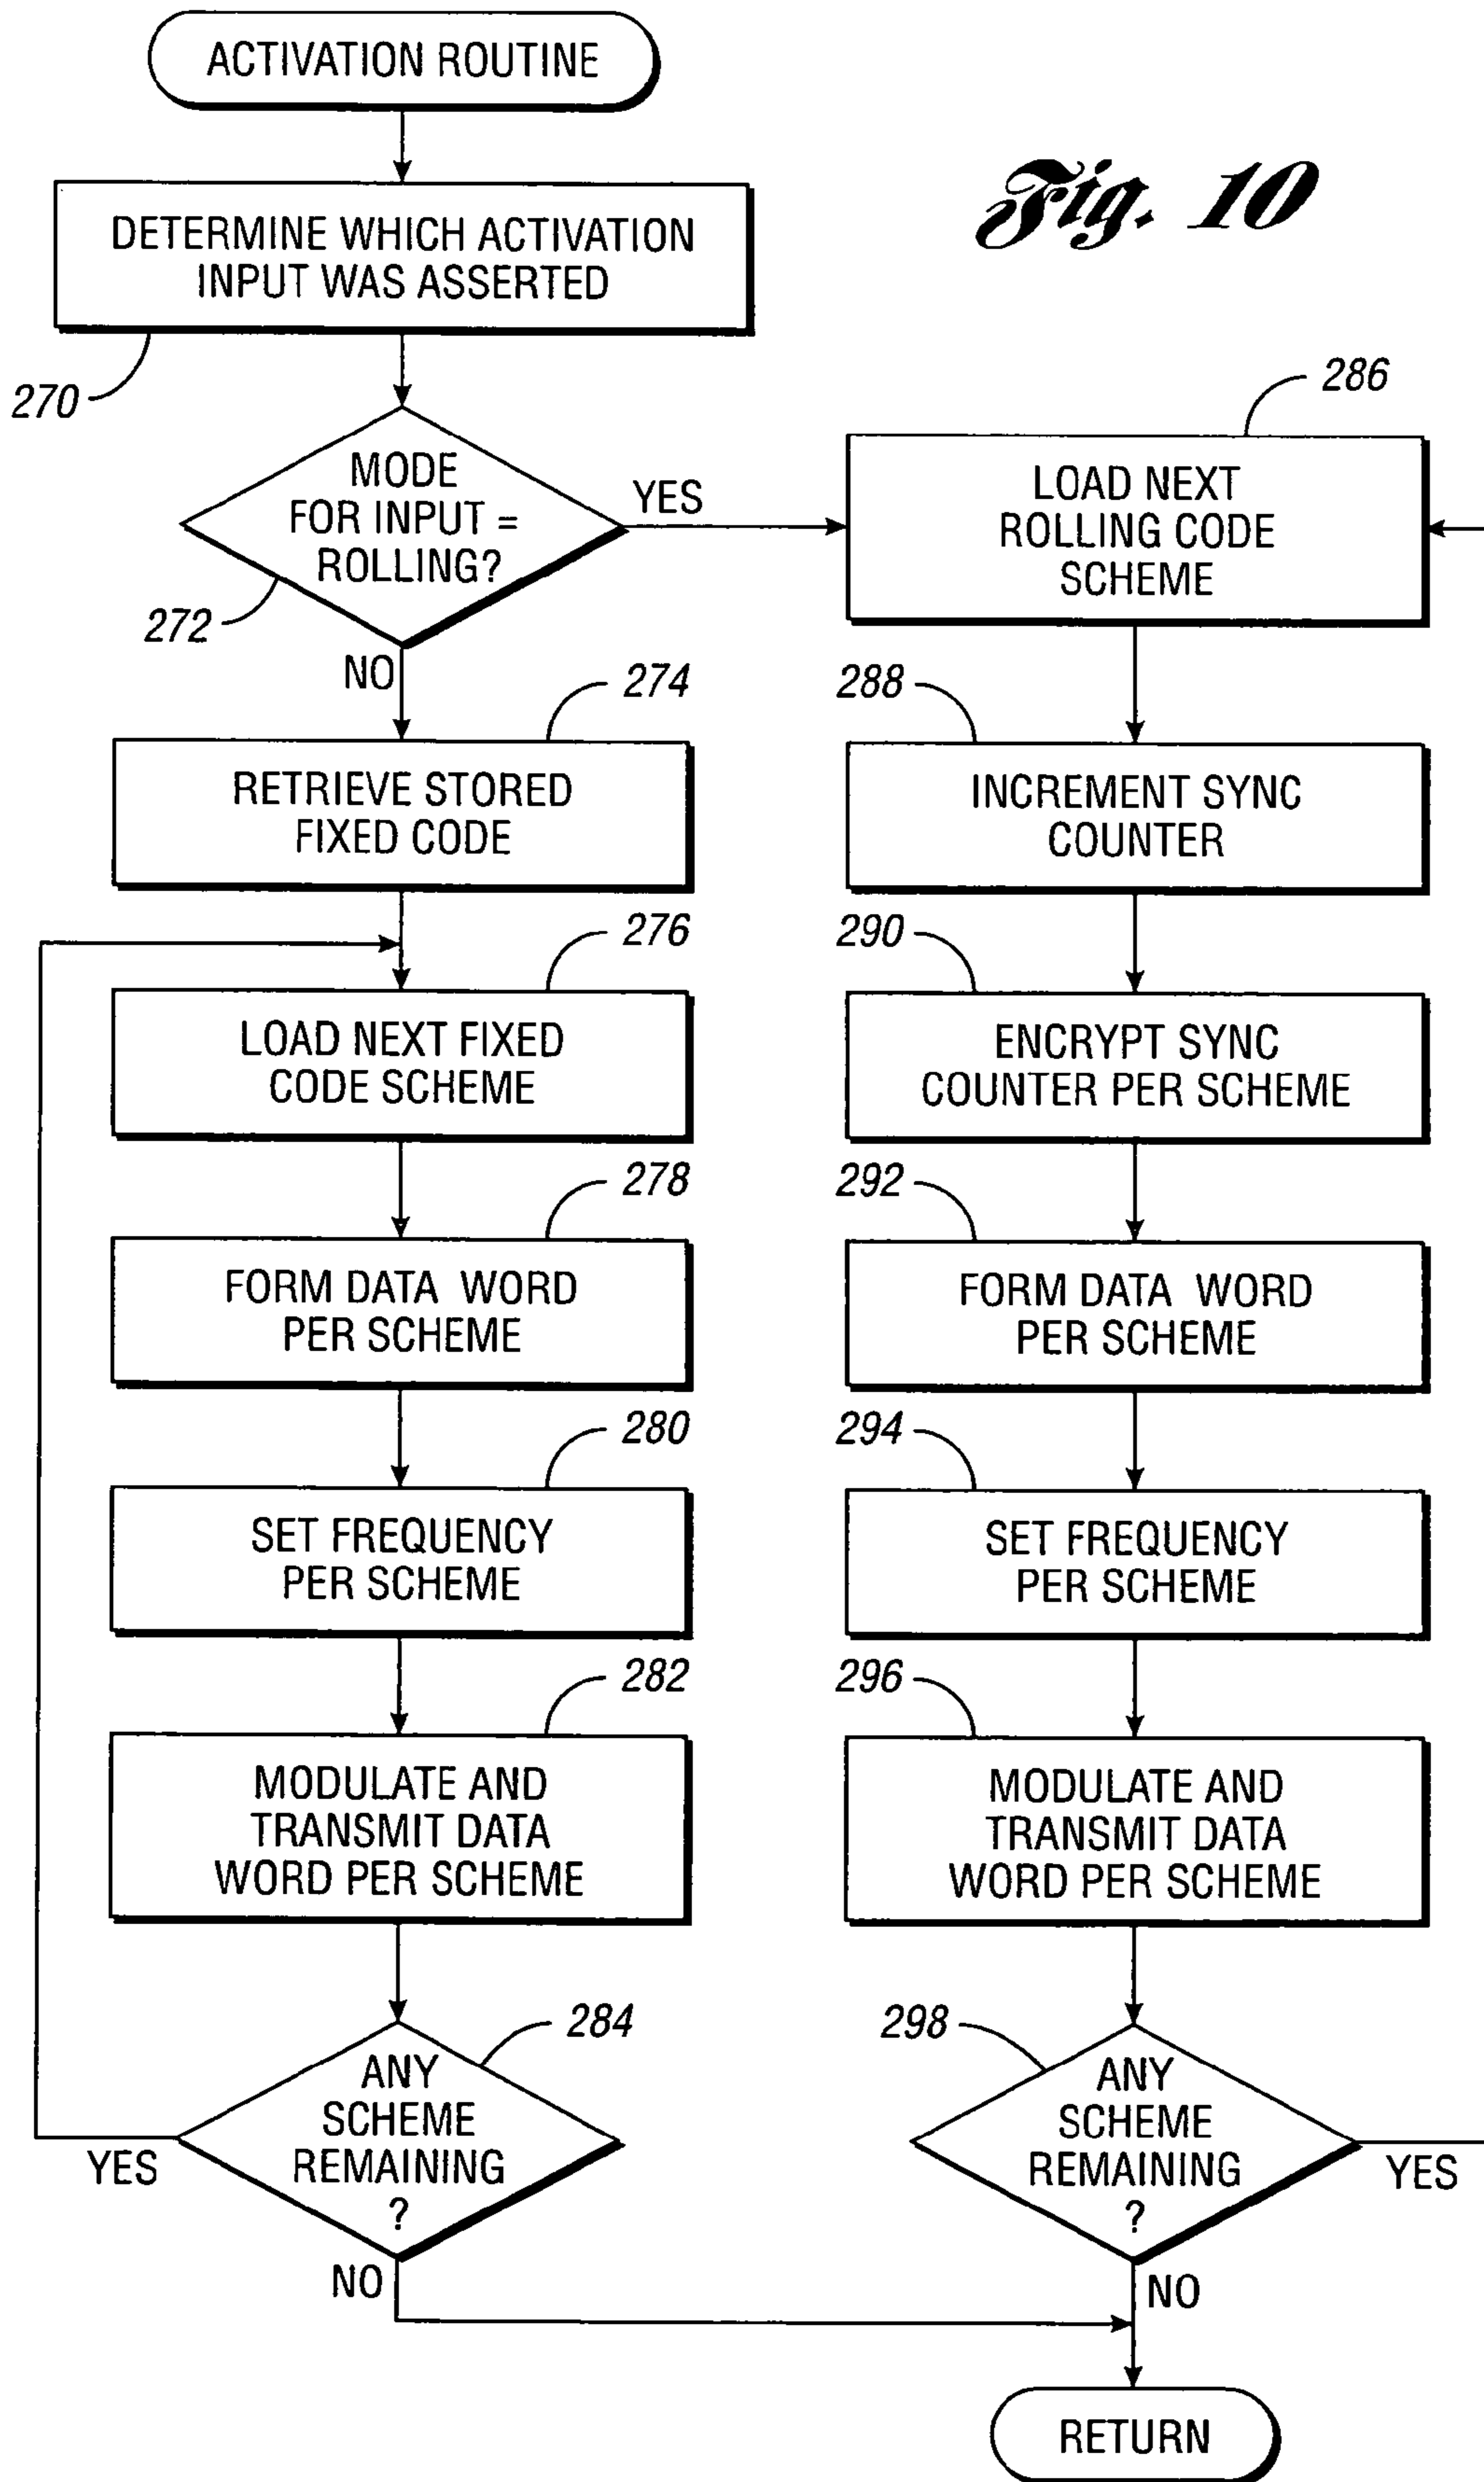 ACTIVATION ROUTINE
Fig. 10
DETERMINE WHICH ACTIVATION
INPUT WAS ASSERTED
270
MODE
FOR INPUT =
ROLLING?
272
YES
NO
274
RETRIEVE STORED
FIXED CODE
276
LOAD NEXT FIXED
CODE SCHEME
278
FORM DATA WORD
PER SCHEME
280
SET FREQUENCY
PER SCHEME
282
MODULATE AND
TRANSMIT DATA
WORD PER SCHEME
284
ANY
SCHEME
REMAINING
?
YES
NO
286
LOAD NEXT
ROLLING CODE
SCHEME
288
INCREMENT SYNC
COUNTER
290
ENCRYPT SYNC
COUNTER PER SCHEME
292
FORM DATA WORD
PER SCHEME
294
SET FREQUENCY
PER SCHEME
296
MODULATE AND
TRANSMIT DATA
WORD PER SCHEME
298
ANY
SCHEME
REMAINING
?
YES
NO
RETURN